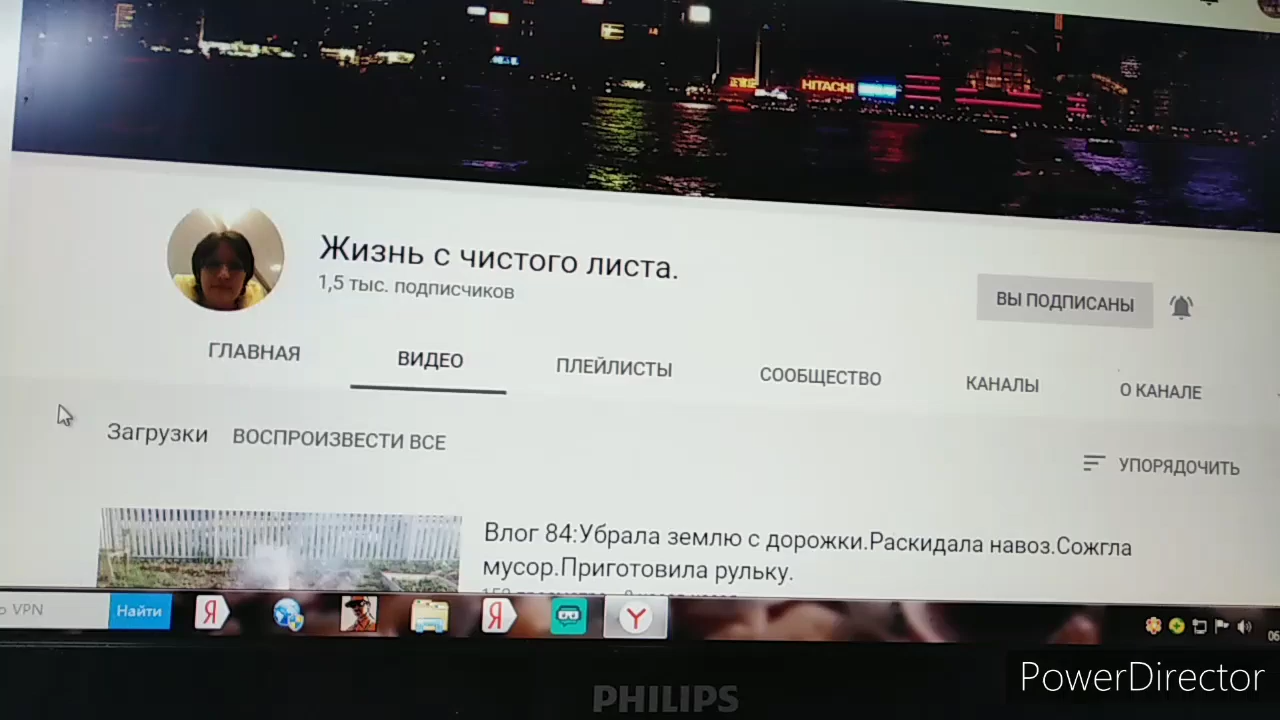 HITACHI
Жизнь с чистого листа.
1,5 тыс. подписчиков
ВЫ ПОДПИСАНЫ
ГЛАВНАЯ
ВИДЕО
ПЛЕЙЛИСТЫ
СООБЩЕСТВО
КАНАЛЫ
О КАНАЛЕ
Загрузки
ВОСПРОИЗВЕСТИ ВСЕ
УПОРЯДОЧИТЬ
Влог 84:Убрала землю с дорожки.Раскидала навоз.Сожгла
мусор.Приготовила рульку.
VPN
Найти
Я
Я
Y
06
PHILIPS
PowerDirector